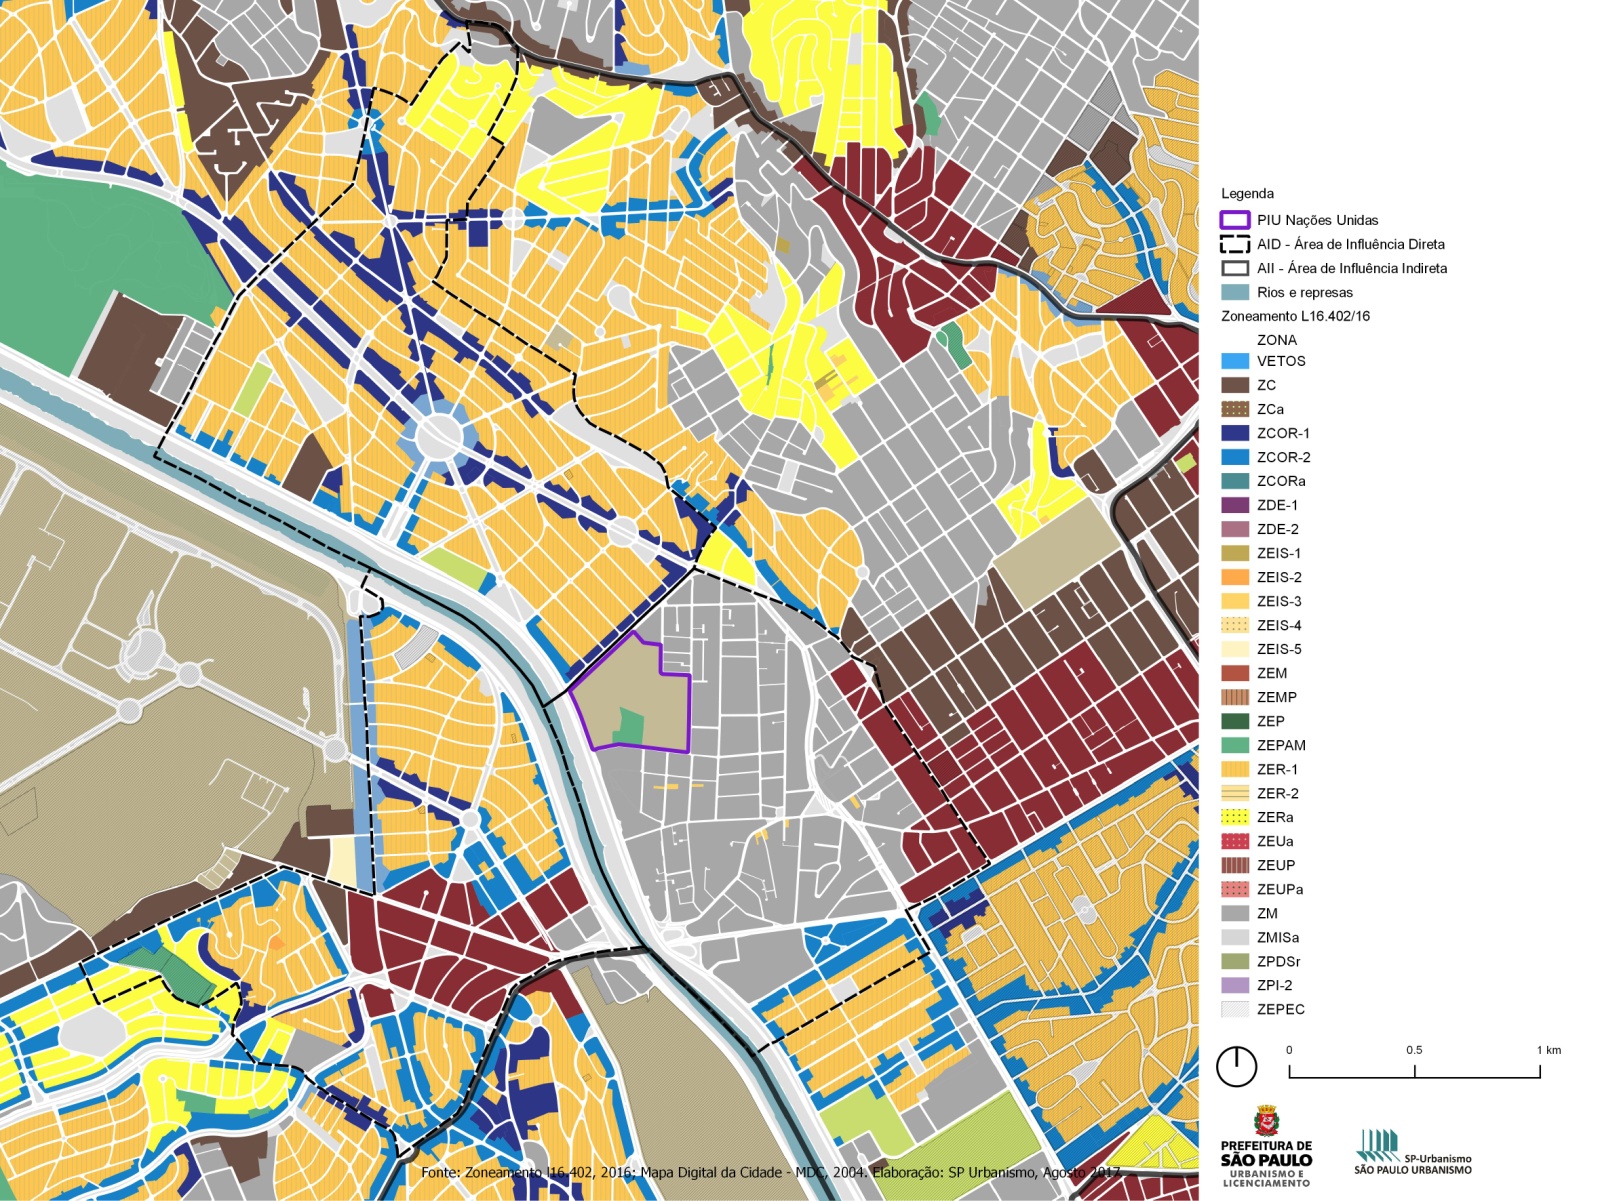 Legenda
PIU Nações Unidas
AID - Área de Influência Direta
AII - Área de Influência Indireta
Rios e represas
Zoneamento L16.402/16
ZONA
VETOS
ZC
ZCa
ZCOR-1
ZCOR-2
ZCORa
ZDE-1
ZDE-2
ZEIS-1
ZEIS-2
ZEIS-3
ZEIS-4
ZEIS-5
ZEM
ZEMP
ZEP
ZEPAM
ZER-1
ZER-2
ZERa
ZEUa
ZEUP
ZEUPa
ZM
ZMISa
ZPDSr
ZPI-2
ZEPEC
0 0.5 1 km
PREFEITURA DE
SÃO PAULO
URBANISMO E
LICENCIAMENTO
SP-Urbanismo
SÃO PAULO URBANISMO
Fonte: Zoneamento l16.402, 2016; Mapa Digital da Cidade - MDC, 2004. Elaboração: SP Urbanismo, Agosto 2017.